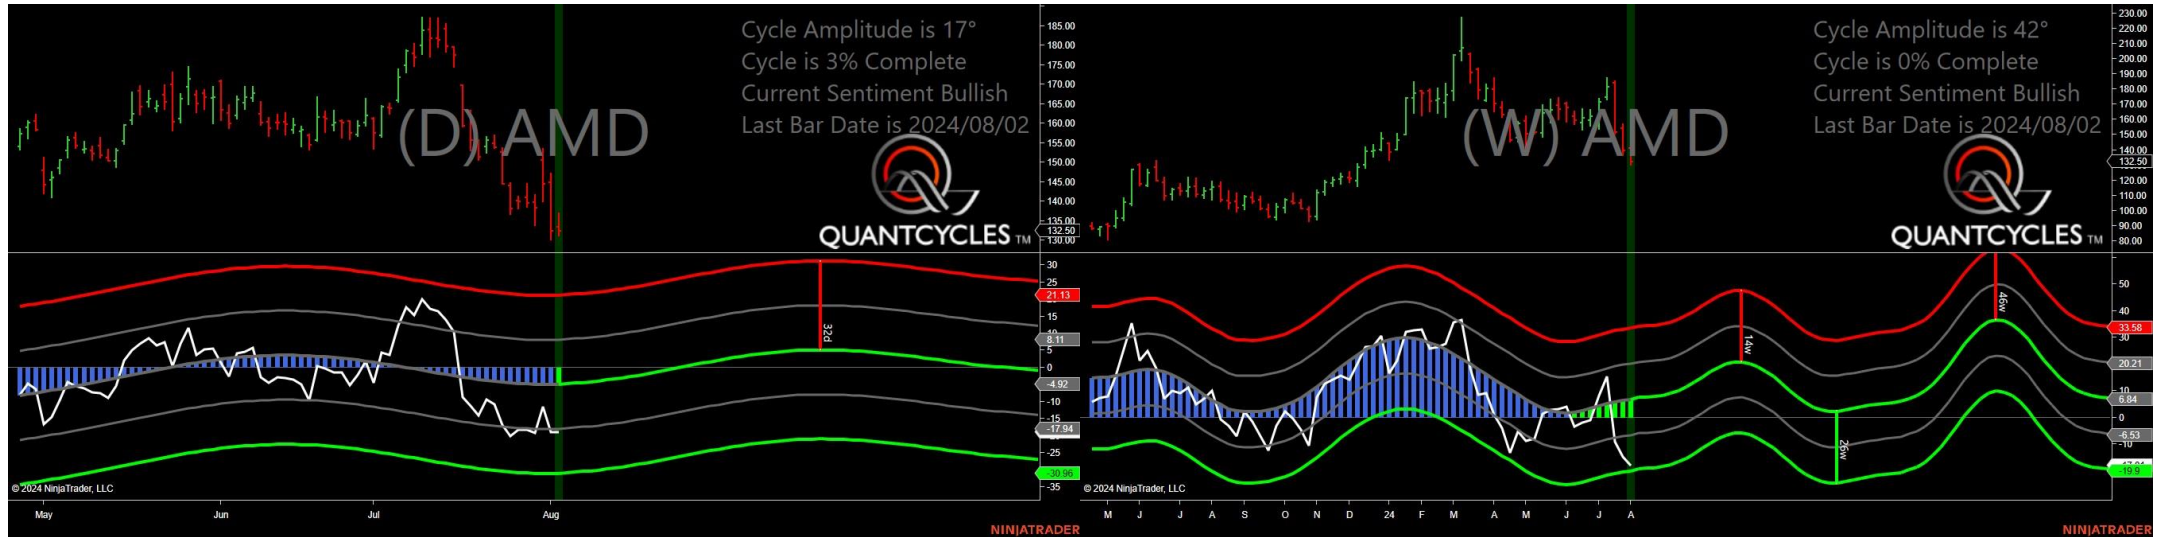 Cycle Amplitude is 17°
Cycle is 3% Complete
Current Sentiment Bullish
Last Bar Date is 2024/08/02
(D) AMD
QUANTCYCLES TM
185.00
180.00
175.00
170.00
165.00
160.00
155.00
150.00
145.00
140.00
135.00
132.50
130.00
30
25
21.13
15
8.11
5
0
-4.92
-10
-15
-17.94
-25
-30.96
-35
32d
© 2024 NinjaTrader, LLC
May Jun Jul Aug
NINJATRADER
Cycle Amplitude is 42°
Cycle is 0% Complete
Current Sentiment Bullish
Last Bar Date is 2024/08/02
(W) AMD
QUANTCYCLES TM
230.00
220.00
210.00
200.00
190.00
180.00
170.00
160.00
150.00
140.00
132.50
120.00
110.00
100.00
90.00
80.00
50
40
33.58
30
20.21
10
6.84
0
-6.53
-10
-19.9
14w
26w
46w
© 2024 NinjaTrader, LLC
M J J A S O N D 24 F M A M J J A
NINJATRADER